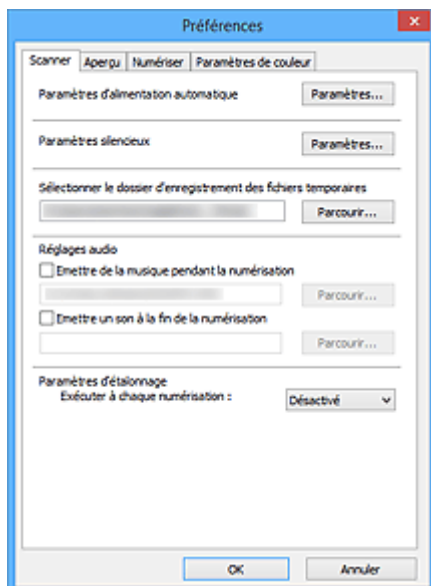 Préférences
Scanner Aperçu Numériser Paramètres de couleur
Paramètres d'alimentation automatique Paramètres...
Paramètres silencieux Paramètres...
Sélectionner le dossier d'enregistrement des fichiers temporaires
Parcourir...
Réglages audio
Emettre de la musique pendant la numérisation
Parcourir...
Emettre un son à la fin de la numérisation
Parcourir...
Paramètres d'étalonnage
Exécuter à chaque numérisation : Désactivé
OK Annuler